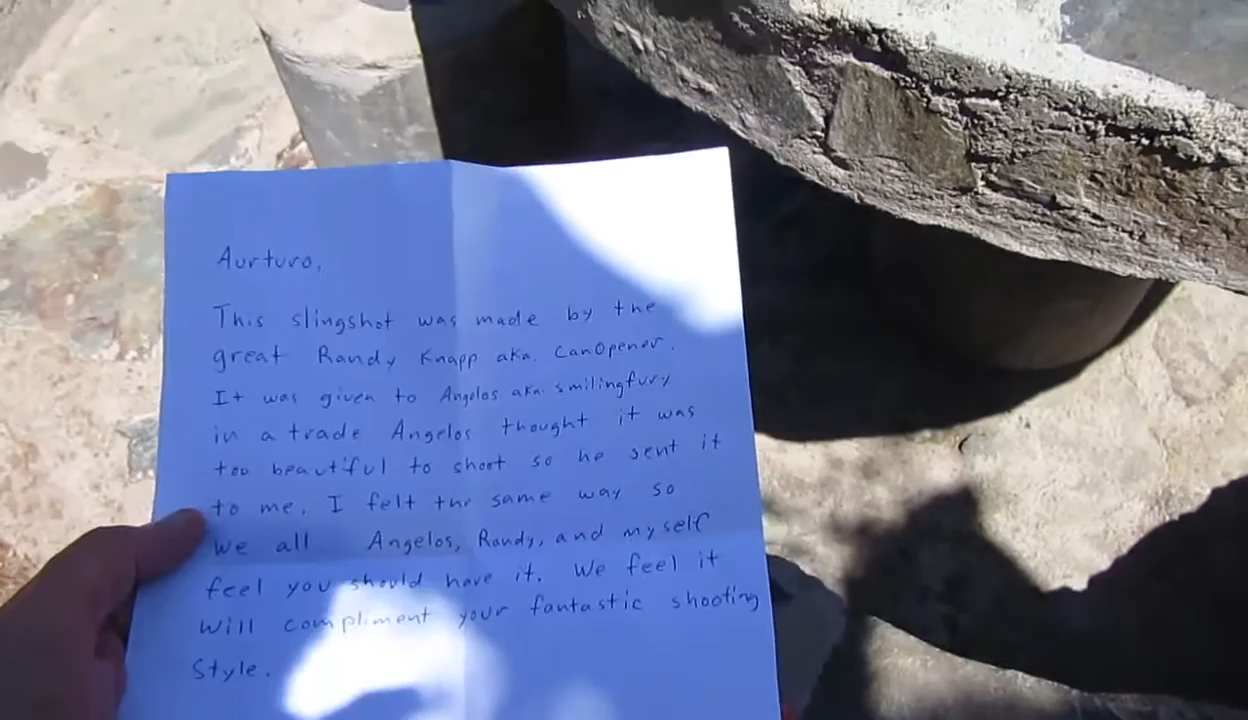 Aurturo,
This slingshot was made by the
great Randy Knapp aka. CanOpener.
It was given to Angelos aka. smilingfury
in a trade Angelos thought it was
too beautiful to shoot so he sent it
to me. I felt the same way so
we all Angelos, Randy, and myself
feel you should have it. We feel it
will compliment your fantastic shooting
style.